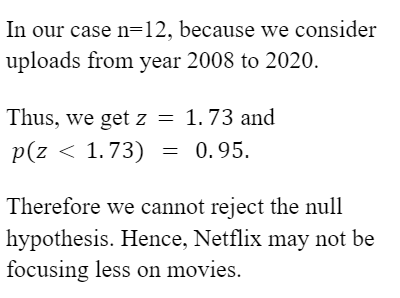 In our case n=12, because we consider
uploads from year 2008 to 2020.
Thus, we get z = 1.73 and
p(z < 1.73) = 0.95.
Therefore we cannot reject the null
hypothesis. Hence, Netflix may not be
focusing less on movies.